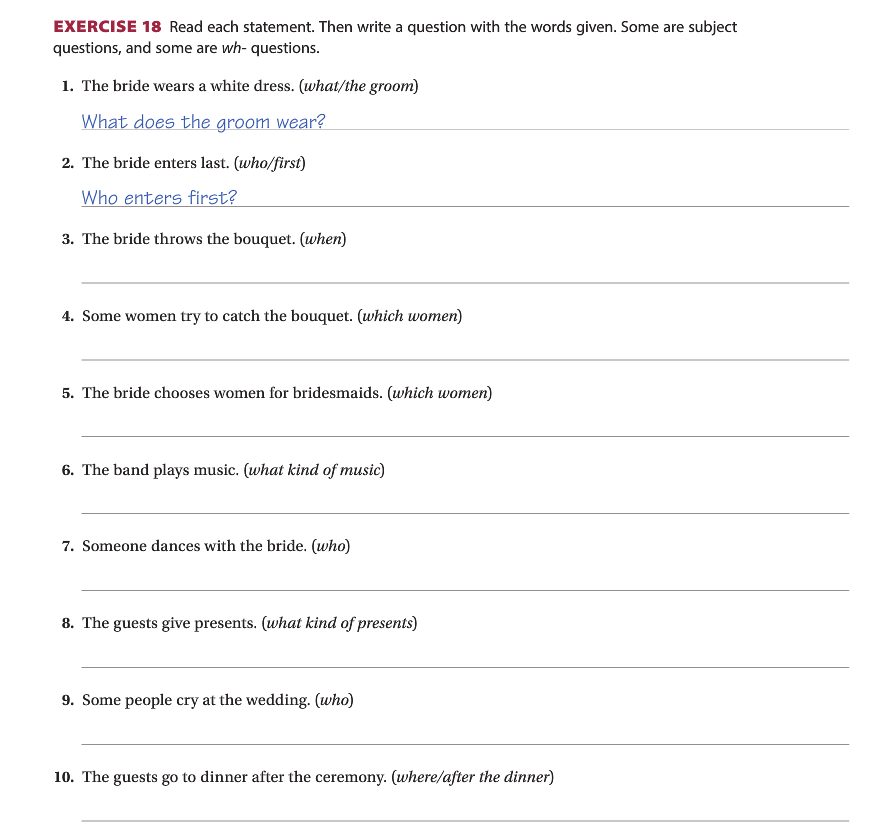 EXERCISE 18 Read each statement. Then write a question with the words given. Some are subject
questions, and some are wh- questions.
1. The bride wears a white dress. (what/the groom)
What does the groom wear?
2. The bride enters last. (who/first)
Who enters first?
3. The bride throws the bouquet. (when)
4. Some women try to catch the bouquet. (which women)
5. The bride chooses women for bridesmaids. (which women)
6. The band plays music. (what kind of music)
7. Someone dances with the bride. (who)
8. The guests give presents. (what kind of presents)
9. Some people cry at the wedding. (who)
10. The guests go to dinner after the ceremony. (where/after the dinner)